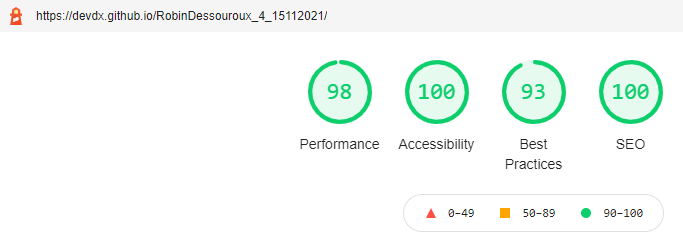 https://devdx.github.io/RobinDessouroux_4_15112021/
98 100 93 100
Performance Accessibility Best Practices SEO
0–49 50–89 90–100